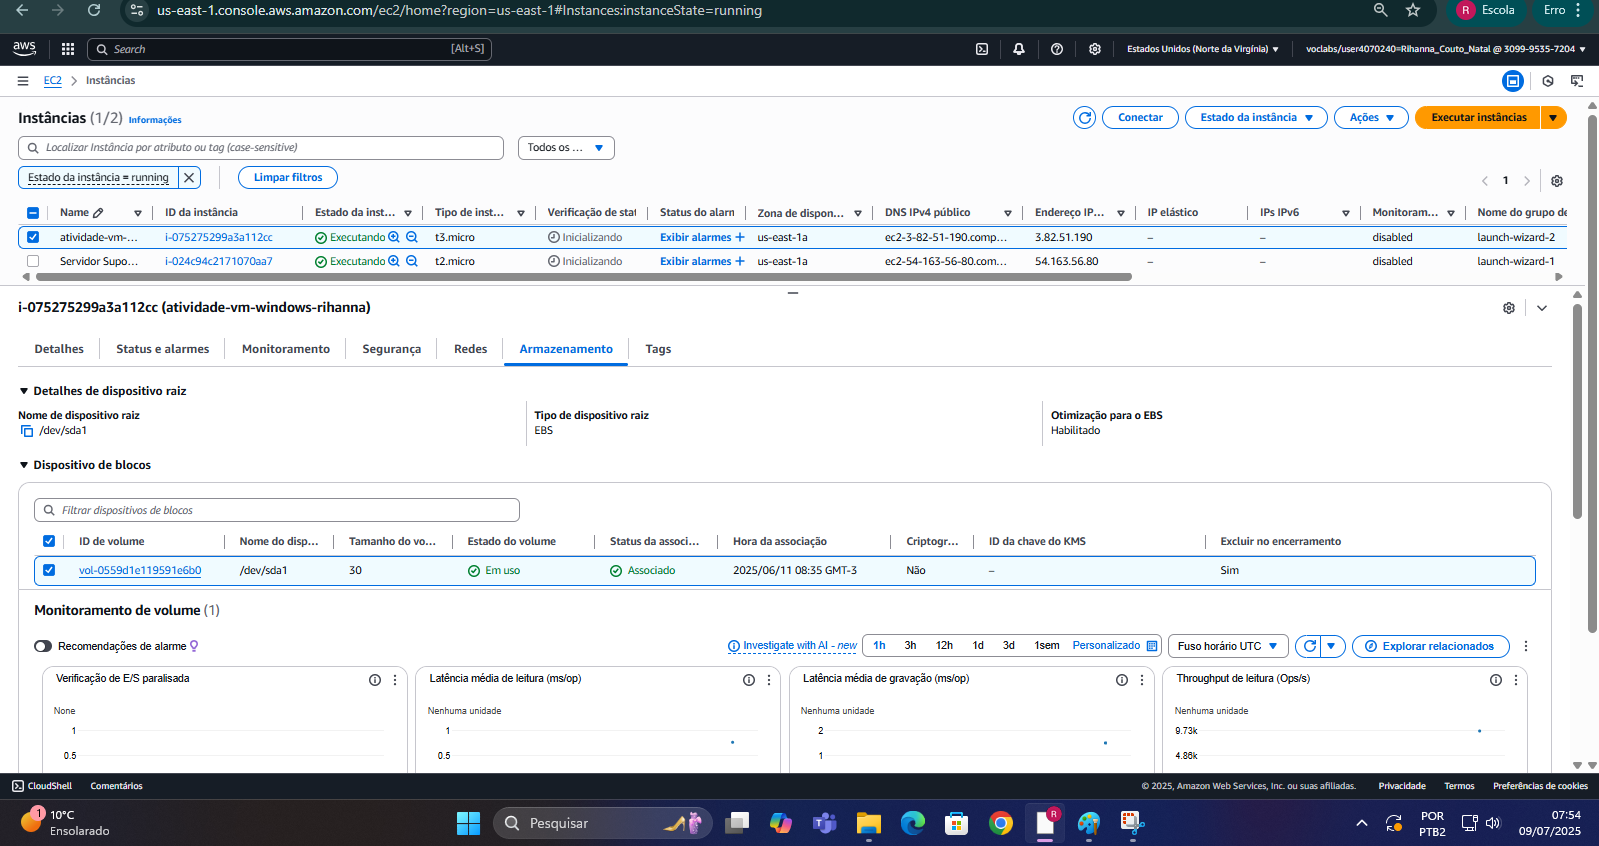 us-east-1.console.aws.amazon.com/ec2/home?region=us-east-1#Instances:instanceState=running
R Escola
Erro
aws
Search [Alt+S]
Estados Unidos (Norte da Virgínia)
voclabs/user4070240=Rihanna_Couto_Natal @ 3099-9535-7204
EC2 > Instâncias
Instâncias (1/2) Informações
Conectar
Estado da instância
Ações
Executar instâncias
Localizar Instância por atributo ou tag (case-sensitive)
Todos os ...
Estado da instância = running
Limpar filtros
1
Name ID da instância Estado da inst... Tipo de inst... Verificação de stat Status do alarm Zona de dispon... DNS IPv4 público Endereço IP... IP elástico IPs IPv6 Monitoram... Nome do grupo de
atividade-vm-... i-075275299a3a112cc Executando t3.micro Inicializando Exibir alarmes + us-east-1a ec2-3-82-51-190.comp... 3.82.51.190 – – disabled launch-wizard-2
Servidor Supo... i-024c94c2171070aa7 Executando t2.micro Inicializando Exibir alarmes + us-east-1a ec2-54-163-56-80.com... 54.163.56.80 – – disabled launch-wizard-1
i-075275299a3a112cc (atividade-vm-windows-rihanna)
Detalhes Status e alarmes Monitoramento Segurança Redes Armazenamento Tags
Detalhes de dispositivo raiz
Nome de dispositivo raiz Tipo de dispositivo raiz Otimização para o EBS
/dev/sda1 EBS Habilitado
Dispositivo de blocos
Filtrar dispositivos de blocos
ID de volume Nome do disp... Tamanho do vo... Estado do volume Status da associ... Hora da associação Criptogr... ID da chave do KMS Excluir no encerramento
vol-0559d1e119591e6b0 /dev/sda1 30 Em uso Associado 2025/06/11 08:35 GMT-3 Não – Sim
Monitoramento de volume (1)
Recomendações de alarme
Investigate with AI - new
1h 3h 12h 1d 3d 1sem Personalizado
Fuso horário UTC
Explorar relacionados
Verificação de E/S paralisada Latência média de leitura (ms/op) Latência média de gravação (ms/op) Throughput de leitura (Ops/s)
None Nenhuma unidade Nenhuma unidade Nenhuma unidade
1 1 2 9.73k
0.5 0.5 1 4.86k
CloudShell Comentários
© 2025, Amazon Web Services, Inc. ou suas afiliadas. Privacidade Termos Preferências de cookies
1
10°C
Ensolarado
Pesquisar
R
POR
PTB2
07:54
09/07/2025